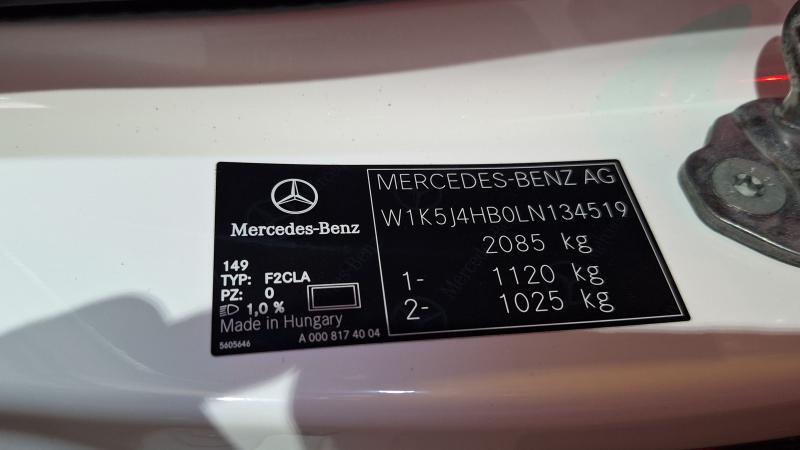 Mercedes-Benz
149
TYP: F2CLA
PZ: 0
1,0 %
Made in Hungary
5605646
A 000 817 40 04
MERCEDES-BENZ AG
W1K5J4HB0LN134519
2085 kg
1- 1120 kg
2- 1025 kg